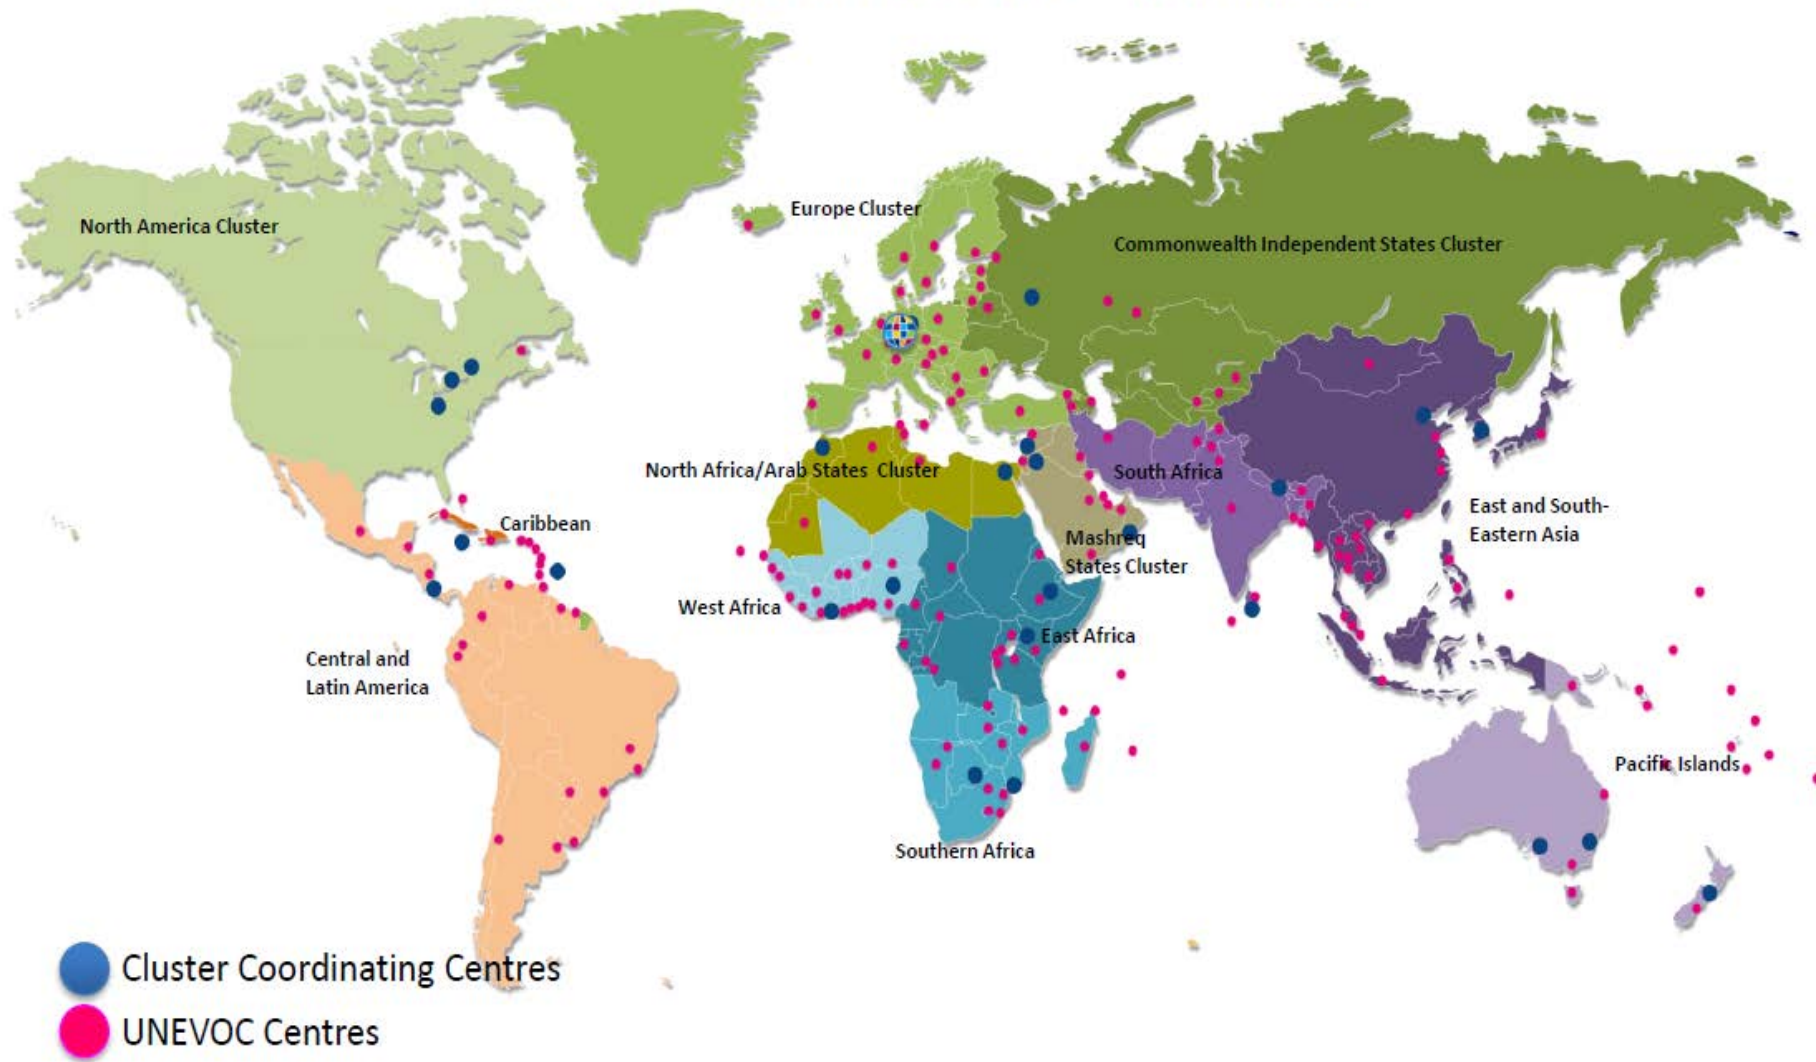 North America Cluster
Europe Cluster
Commonwealth Independent States Cluster
North Africa/Arab States Cluster
South Africa
Caribbean
East and South-
Eastern Asia
Mashreq
States Cluster
West Africa
East Africa
Central and
Latin America
Pacific Islands
Southern Africa
Cluster Coordinating Centres
UNEVOC Centres